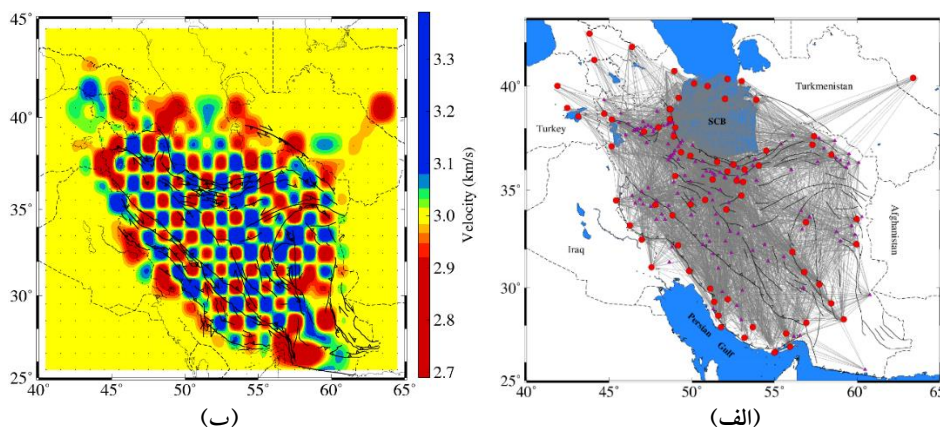 45°
40°
35°
30°
25°
40° 45° 50° 55° 60° 65°
3.3
3.2
3.1
3.0
2.9
2.8
2.7
Velocity (km/s)
(ب)
40°
35°
30°
25°
45° 50° 55° 60° 65
Turkmenistan
Turkey
SCB
Afghanistan
Iraq
Persian Gulf
(الف)